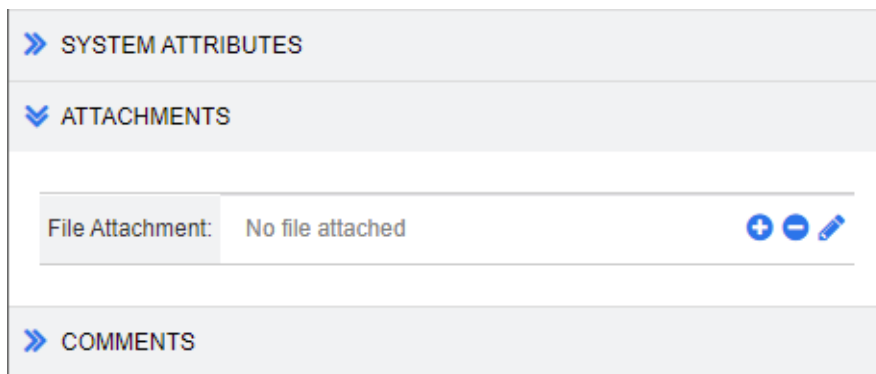 SYSTEM ATTRIBUTES
ATTACHMENTS
File Attachment: No file attached
COMMENTS